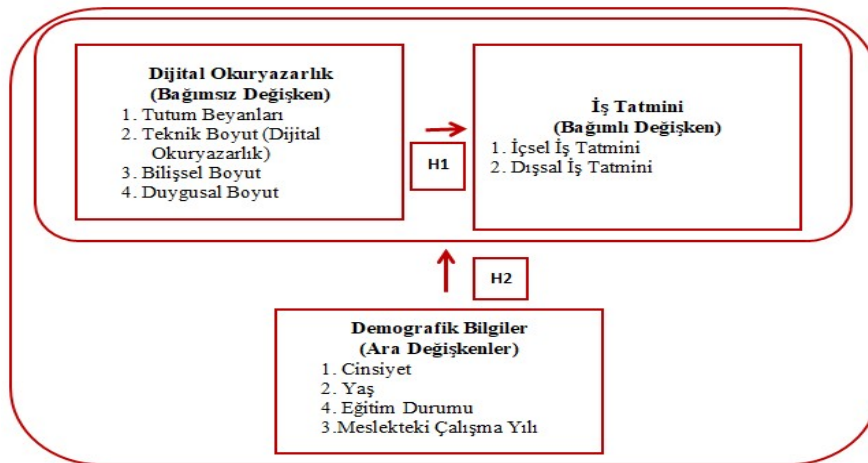 Dijital Okuryazarlık
(Bağımsız Değişken)
1. Tutum Beyanları
2. Teknik Boyut (Dijital
Okuryazarlık)
3. Bilişsel Boyut
4. Duygusal Boyut
H1
İş Tatmini
(Bağımlı Değişken)
1. İçsel İş Tatmini
2. Dışsal İş Tatmini
H2
Demografik Bilgiler
(Ara Değişkenler)
1. Cinsiyet
2. Yaş
4. Eğitim Durumu
3.Meslekteki Çalışma Yılı